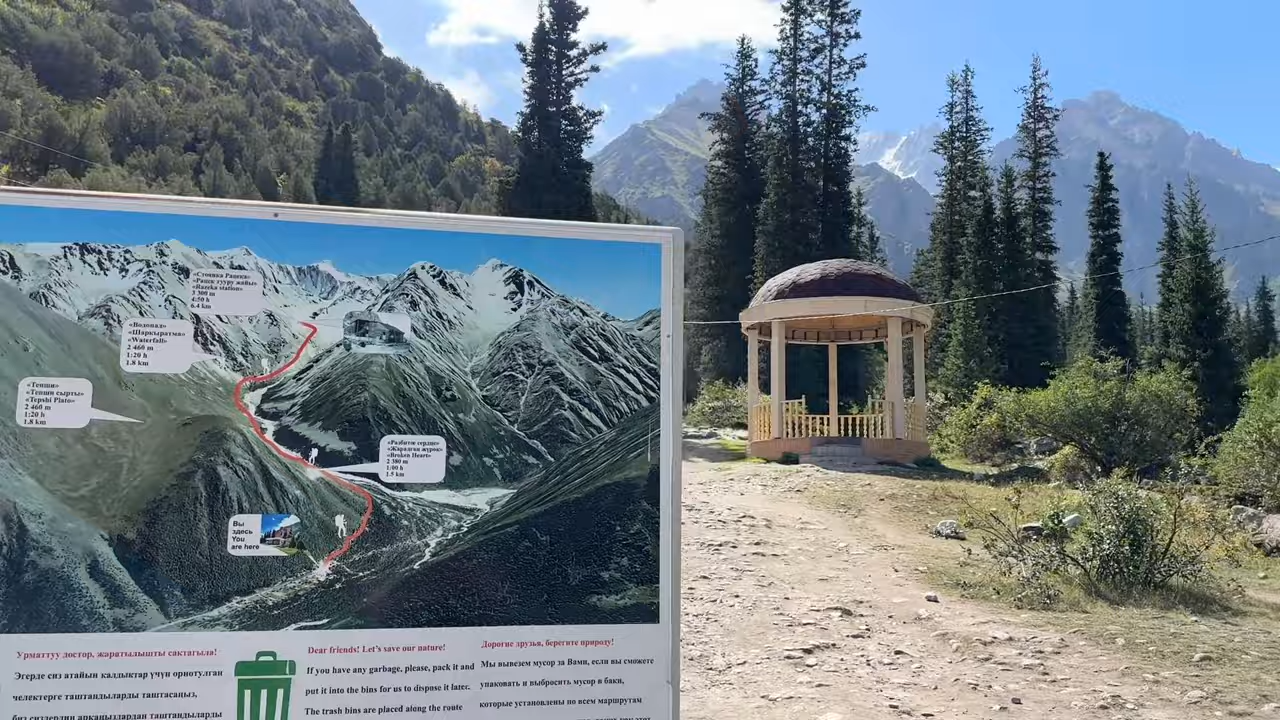 «Стоянка Рацека»
«Рацек эзуру жайы»
«Razeka station»
3 300 m
4:50 h
6.4 km
«Водопад»
«Шаркыратма»
«Waterfall»
2 460 m
1:20 h
1.8 km
«Тепши»
«Тепши сырты»
«Tepshi Plato»
2 460 m
1:20 h
1.8 km
«Разбитое сердце»
«Жаралган жүрөк»
«Broken Heart»
2 380 m
1:00 h
1.5 km
Вы
здесь
You
are here
Урматтуу достор, жаратылышты сактагыла!
Эгерде сиз атайын калдыктар үчүн орнотулган
челектерге таштандыларды таштасаңыз,
биз сиздердин арканыздардан таштандыларды
Dear friends! Let's save our nature!
If you have any garbage, please, pack it and
put it into the bins for us to dispose it later.
The trash bins are placed along the route
Дорогие друзья, берегите природу!
Мы вывезем мусор за Вами, если вы сможете
упаковать и выбросить мусор в баки,
которые установлены по всем маршрутам